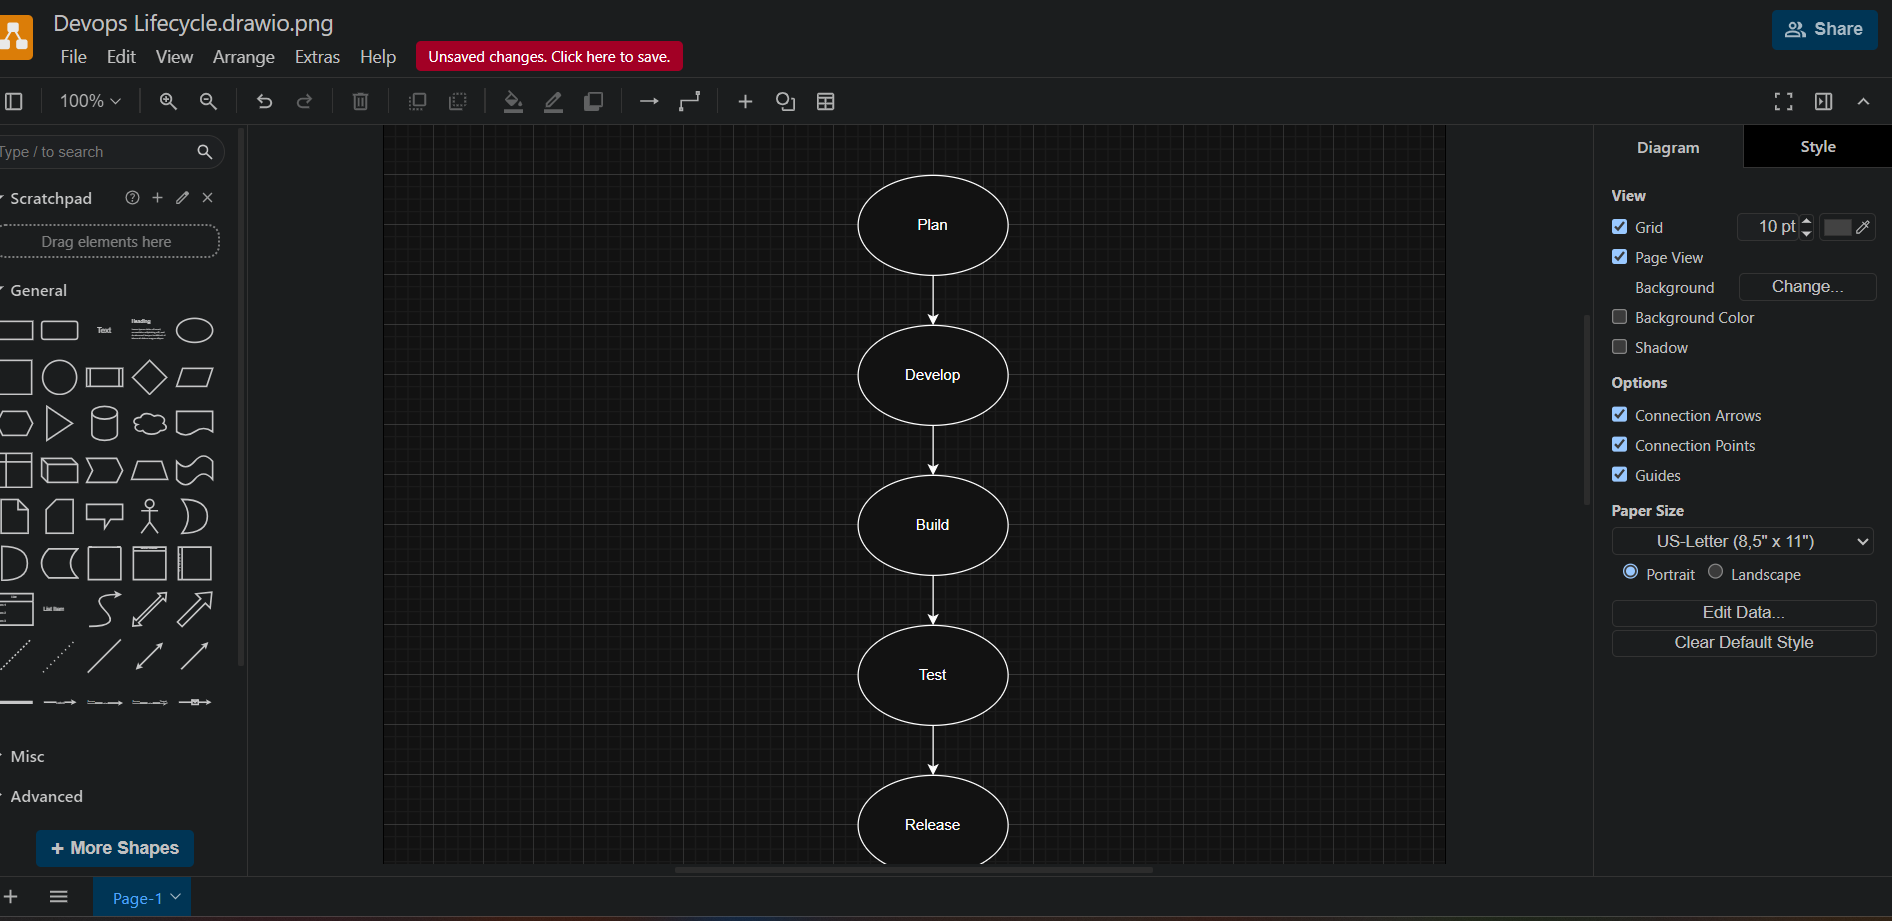 Devops Lifecycle.drawio.png
File Edit View Arrange Extras Help Unsaved changes. Click here to save.
Share
100%
Type / to search
Scratchpad
Drag elements here
General
Text
Heading
List Item
Misc
Advanced
+ More Shapes
Page-1
Plan
Develop
Build
Test
Release
Diagram Style
View
Grid 10 pt
Page View
Background Change...
Background Color
Shadow
Options
Connection Arrows
Connection Points
Guides
Paper Size
US-Letter (8,5" x 11")
Portrait Landscape
Edit Data...
Clear Default Style